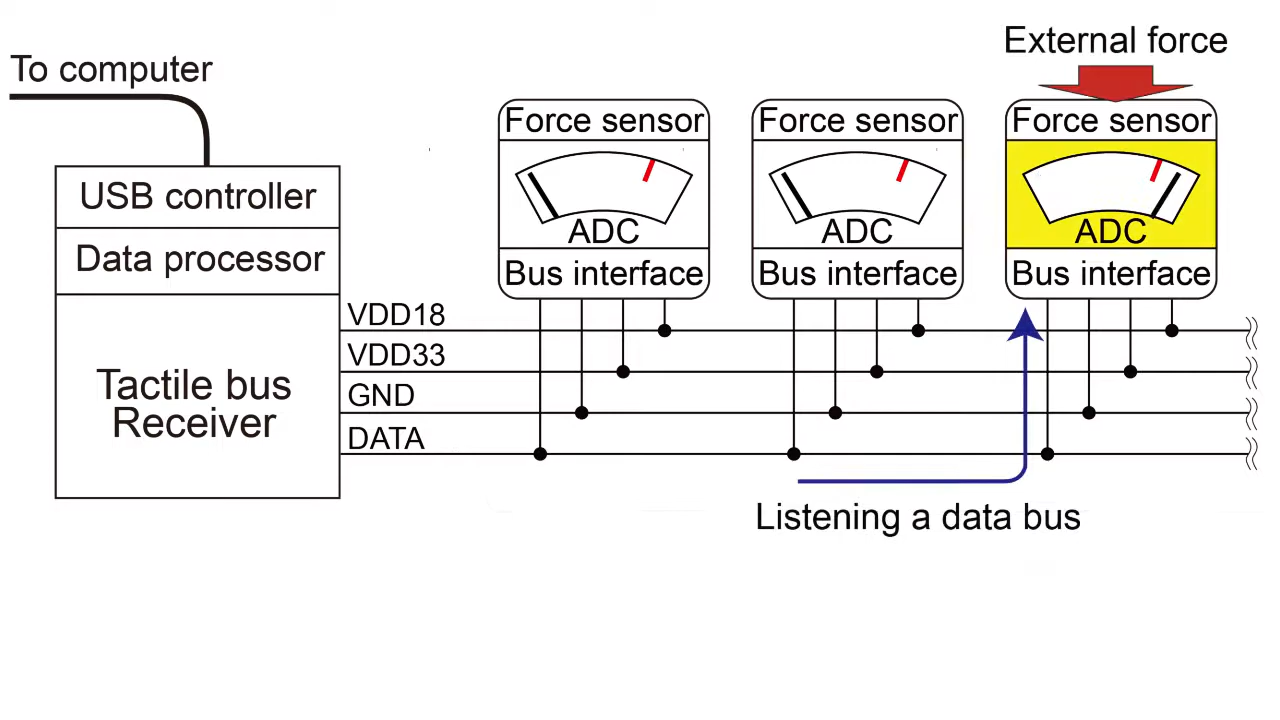 External force
To computer
Force sensor
Force sensor
Force sensor
USB controller
Data processor
ADC
ADC
ADC
Bus interface
Bus interface
Bus interface
VDD18
VDD33
GND
DATA
Tactile bus
Receiver
Listening a data bus